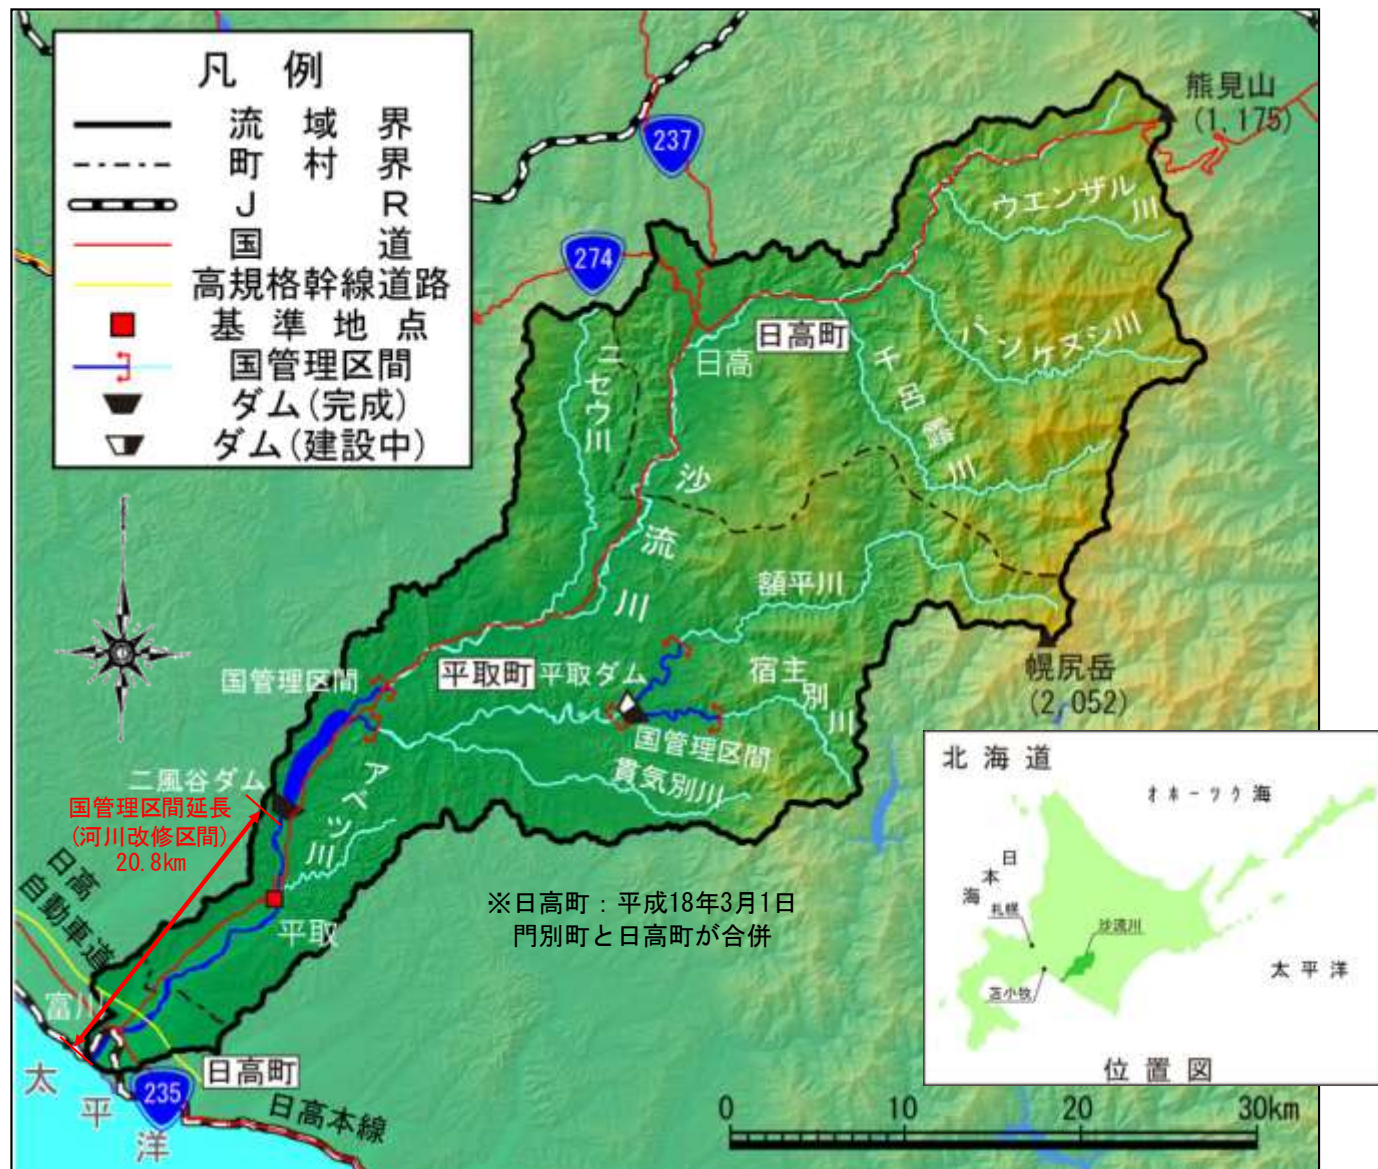 凡 例
流 域 界
町 村 界
J R
国 道
高規格幹線道路
基 準 地 点
国管理区間
ダム(完成)
ダム(建設中)
237
274
熊見山
(1,175)
ウエンザル川
パンケヌシ川
千呂露川
日高町
日高
ニセウ川
沙流川
額平川
幌尻岳
(2,052)
宿主別川
平取町
平取ダム
国管理区間
国管理区間
貫気別川
二風谷ダム
アベツ川
国管理区間延長
(河川改修区間)
20.8km
平取
日高
自動車道
富川
※日高町:平成18年3月1日
門別町と日高町が合併
太平洋
235
日高町
日高本線
0 10 20 30km
北海道
オホーツク海
日本海
札幌
沙流川
苫小牧
太平洋
位置図